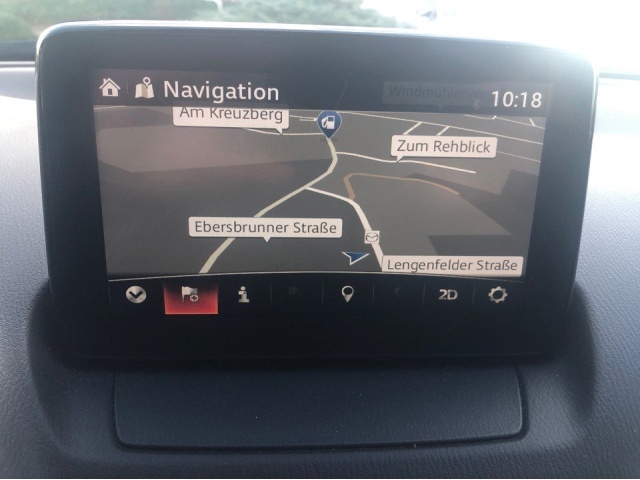 Navigation
10:18
Am Kreuzberg
Zum Rehblick
Ebersbrunner Straße
Lengenfelder Straße
2D